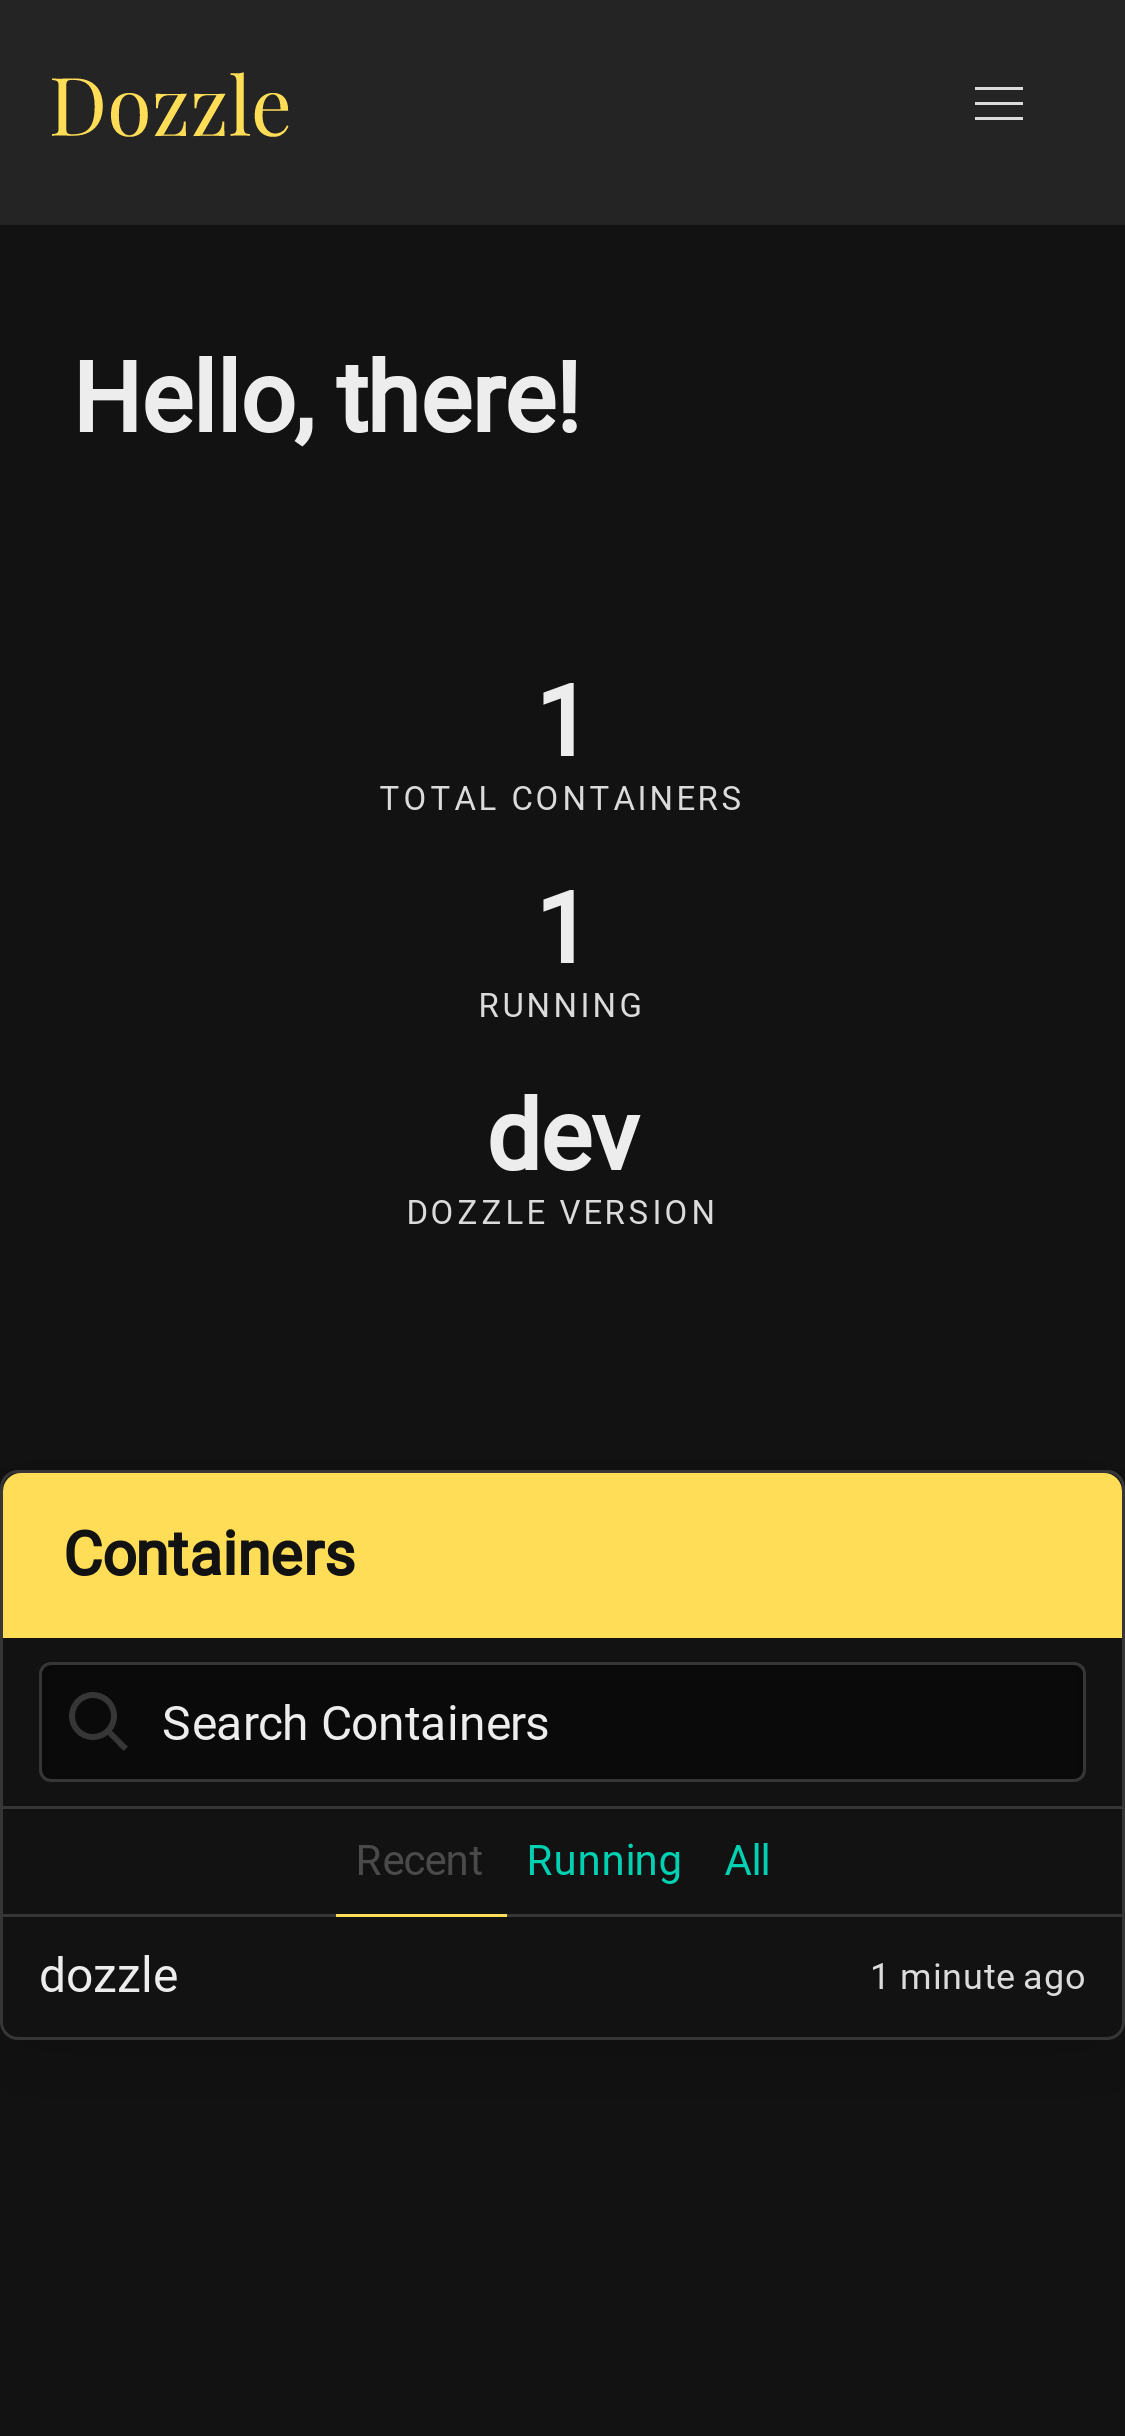 Dozzle
Hello, there!
1
TOTAL CONTAINERS
1
RUNNING
dev
DOZZLE VERSION
Containers
Search Containers
Recent Running All
dozzle 1 minute ago